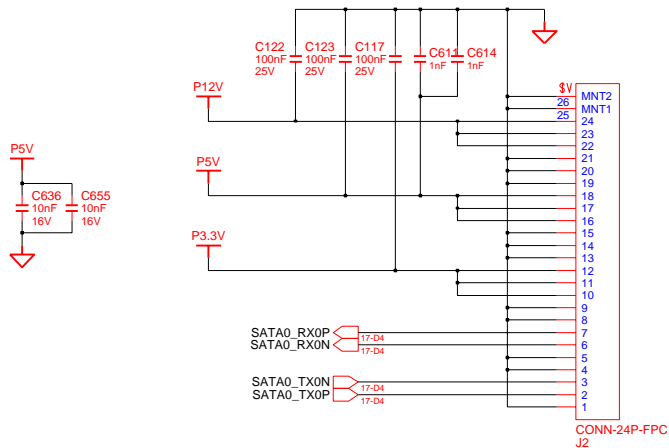 C122
100nF
25V
C123
100nF
25V
C117
100nF
25V
C611
1nF
C614
1nF
P12V
P5V
P3.3V
P5V
C636
10nF
16V
C655
10nF
16V
$V
MNT2
26
MNT1
25
24
23
22
21
20
19
18
17
16
15
14
13
12
11
10
9
8
7
6
5
4
3
2
1
SATA0_RX0P
17-D4
SATA0_RX0N
17-D4
SATA0_TX0N
17-D4
SATA0_TX0P
17-D4
CONN-24P-FPC
J2